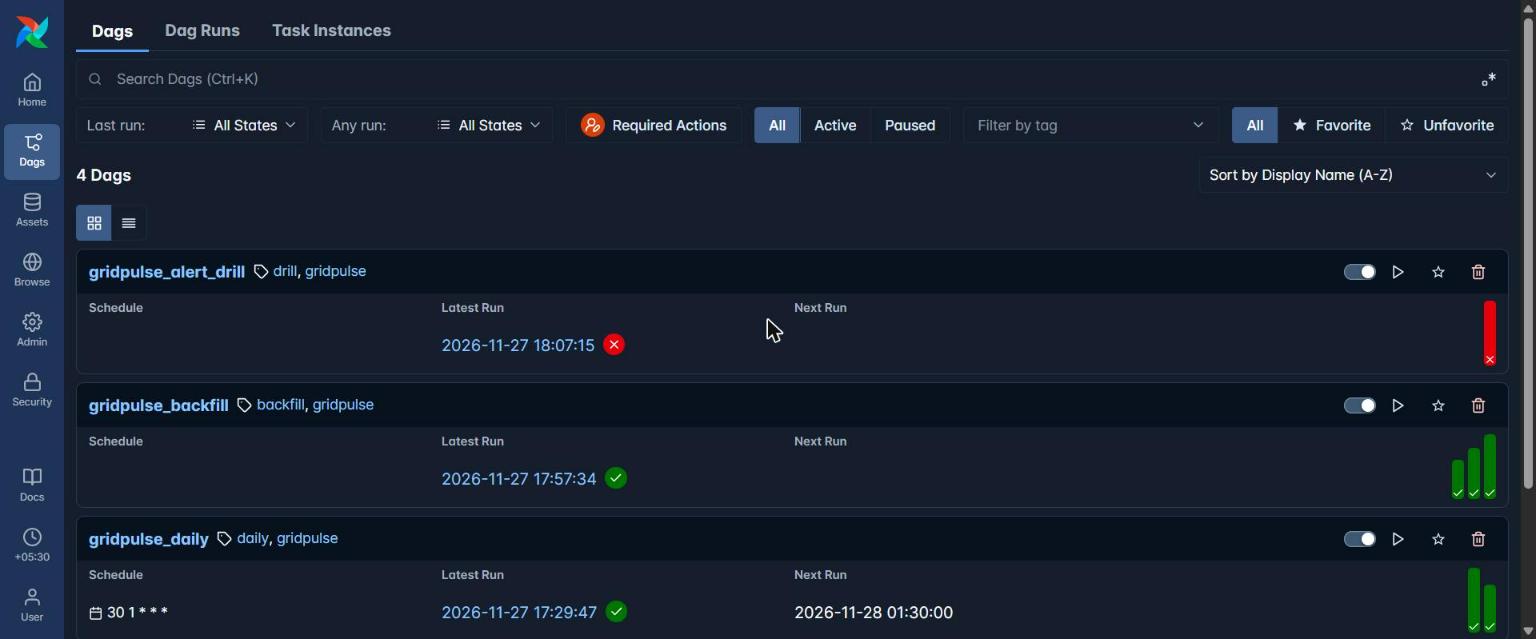 Dags Dag Runs Task Instances
Search Dags (Ctrl+K)
Last run: All States Any run: All States Required Actions All Active Paused Filter by tag All Favorite Unfavorite
4 Dags Sort by Display Name (A-Z)
Home
Dags
Assets
Browse
Admin
Security
Docs
+05:30
User
gridpulse_alert_drill drill, gridpulse
Schedule Latest Run Next Run
2026-11-27 18:07:15
gridpulse_backfill backfill, gridpulse
Schedule Latest Run Next Run
2026-11-27 17:57:34
gridpulse_daily daily, gridpulse
Schedule Latest Run Next Run
30 1 * * * 2026-11-27 17:29:47 2026-11-28 01:30:00